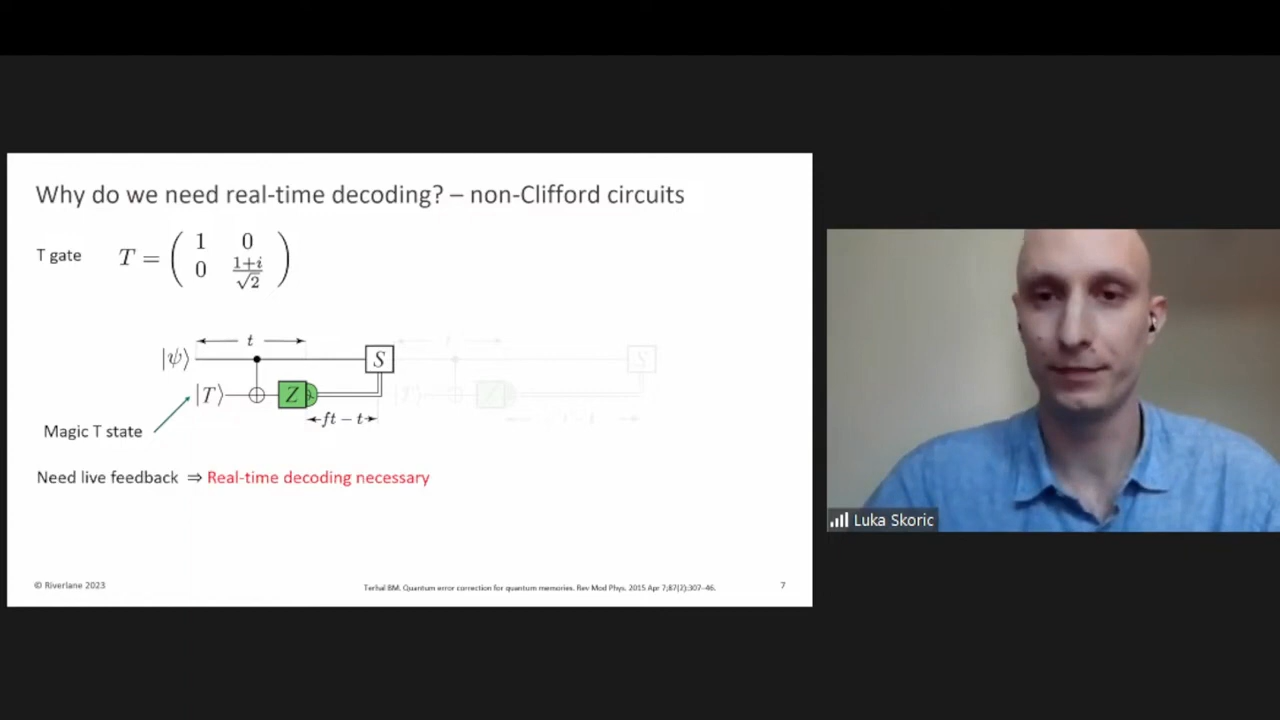 Why do we need real-time decoding? – non-Clifford circuits
T gate
T = ( 1 0
0 1+i/√2 )
t
|ψ⟩
S
|T⟩
Z
ft − t
Magic T state
Need live feedback ⇒ Real-time decoding necessary
© Riverlane 2023
Terhal BM. Quantum error correction for quantum memories. Rev Mod Phys. 2015 Apr 7;87(2):307–46.
7
Luka Skoric